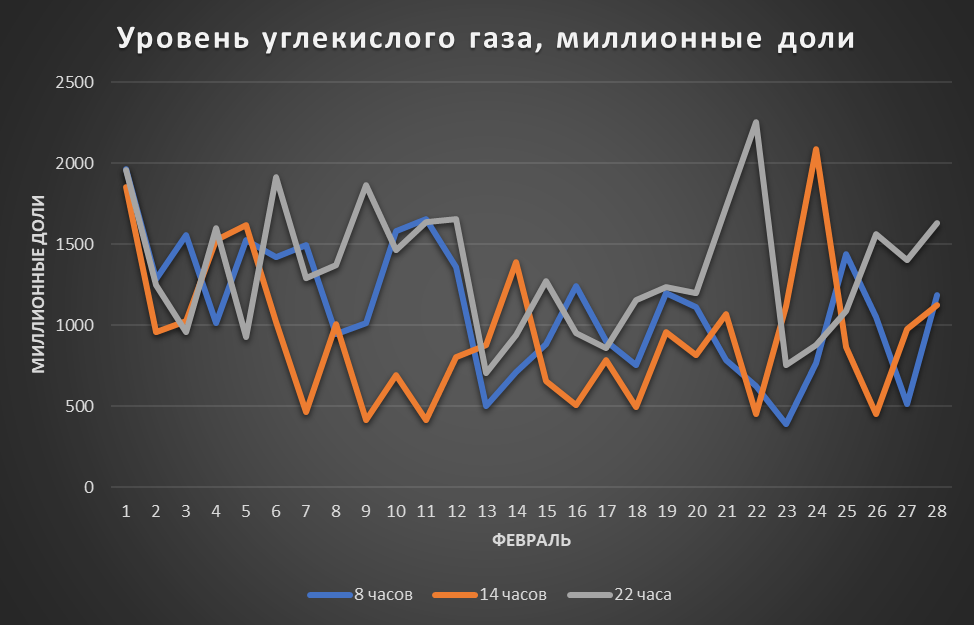 Уровень углекислого газа, миллионные доли
2500
2000
1500
1000
500
0
МИЛЛИОННЫЕ ДОЛИ
1 2 3 4 5 6 7 8 9 10 11 12 13 14 15 16 17 18 19 20 21 22 23 24 25 26 27 28
ФЕВРАЛЬ
8 часов 14 часов 22 часа